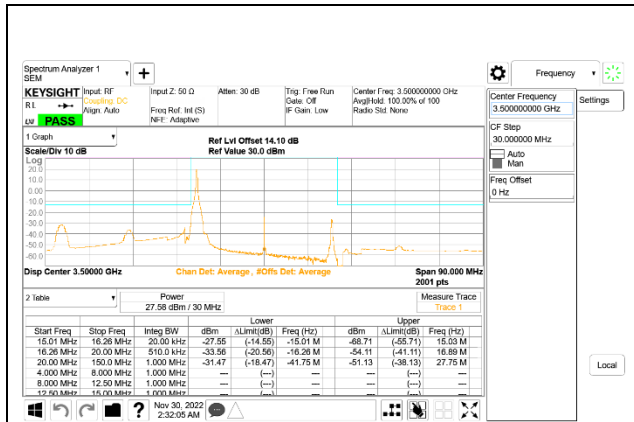 Spectrum Analyzer 1
SEM
Frequency
KEYSIGHT
Input: RF
Input Z: 50 Ω
Atten: 30 dB
Trig: Free Run
Center Freq: 3.500000000 GHz
Coupling: DC
Gate: Off
Avg|Hold: 100.00% of 100
RL
Align: Auto
Freq Ref: Int (S)
IF Gain: Low
Radio Std: None
NFE: Adaptive
PASS
Center Frequency
3.500000000 GHz
Settings
CF Step
30.000000 MHz
Auto
Man
Freq Offset
0 Hz
1 Graph
Ref Lvl Offset 14.10 dB
Scale/Div 10 dB
Ref Value 30.0 dBm
Log
20.0
10.0
0.00
-10.0
-20.0
-30.0
-40.0
-50.0
-60.0
Disp Center 3.50000 GHz
Chan Det: Average , #Offs Det: Average
Span 90.000 MHz
2001 pts
2 Table
Power
27.58 dBm / 30 MHz
Measure Trace
Trace 1
Lower Upper
Start Freq Stop Freq Integ BW dBm ΔLimit(dB) Freq (Hz) dBm ΔLimit(dB) Freq (Hz)
15.01 MHz 16.26 MHz 20.00 kHz -27.55 (-14.55) -15.01 M -68.71 (-55.71) 15.03 M
16.26 MHz 20.00 MHz 510.0 kHz -33.56 (-20.56) -16.26 M -54.11 (-41.11) 16.89 M
20.00 MHz 150.0 MHz 1.000 MHz -31.47 (-18.47) -41.75 M -51.13 (-38.13) 27.75 M
4.000 MHz 8.000 MHz 1.000 MHz --- (---) --- (---)
8.000 MHz 12.50 MHz 1.000 MHz --- (---) --- (---)
12.50 MHz 15.00 MHz 1.000 MHz --- (---) --- (---)
Local
Nov 30, 2022
2:32:05 AM